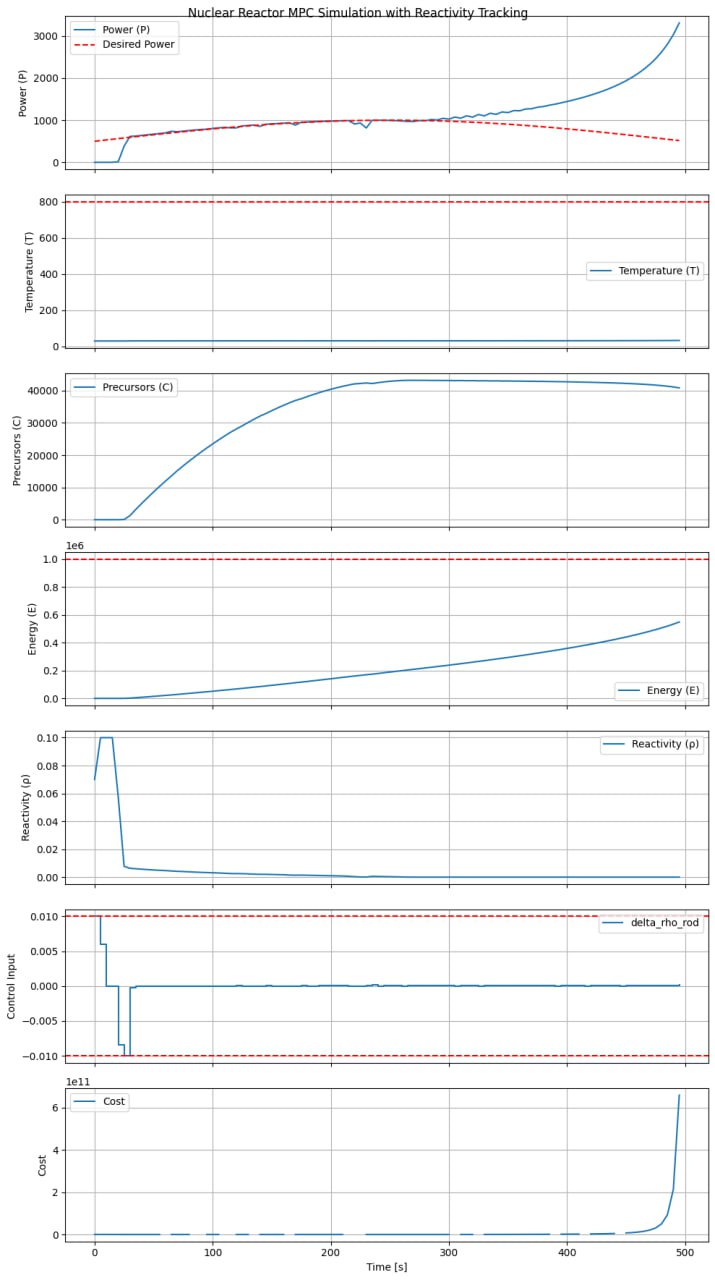 Nuclear Reactor MPC Simulation with Reactivity Tracking
Power (P)
Desired Power
Power (P)
3000
2000
1000
0
Temperature (T)
800
600
400
200
0
Temperature (T)
Precursors (C)
40000
30000
20000
10000
0
Precursors (C)
1e6
Energy (E)
1.0
0.8
0.6
0.4
0.2
0.0
Energy (E)
Reactivity (ρ)
0.10
0.08
0.06
0.04
0.02
0.00
Reactivity (ρ)
Control Input
0.010
0.005
0.000
−0.005
−0.010
delta_rho_rod
1e11
Cost
6
4
2
0
Cost
0
100
200
300
400
500
Time [s]